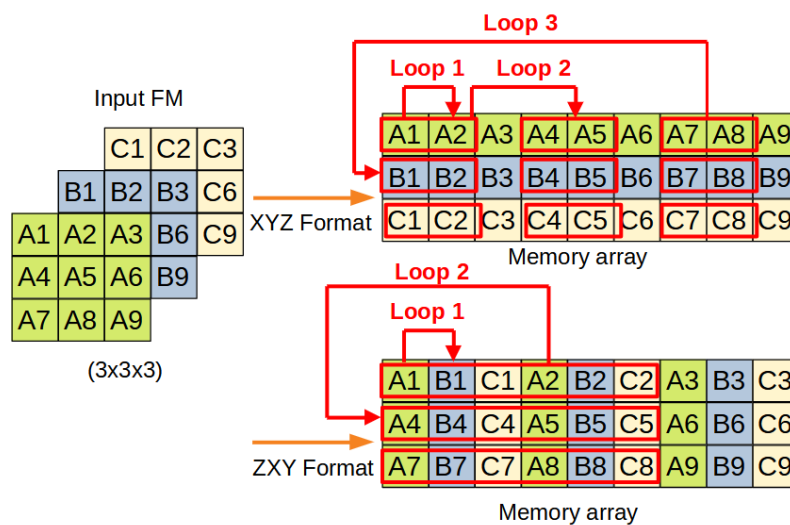 Loop 3
Loop 1 Loop 2
Input FM
A1 A2 A3 A4 A5 A6 A7 A8 A9
B1 B2 B3 B4 B5 B6 B7 B8 B9
C1 C2 C3 C4 C5 C6 C7 C8 C9
Memory array
XYZ Format
C1 C2 C3
B1 B2 B3 C6
A1 A2 A3 B6 C9
A4 A5 A6 B9
A7 A8 A9
(3x3x3)
Loop 2
Loop 1
A1 B1 C1 A2 B2 C2 A3 B3 C3
A4 B4 C4 A5 B5 C5 A6 B6 C6
A7 B7 C7 A8 B8 C8 A9 B9 C9
ZXY Format
Memory array